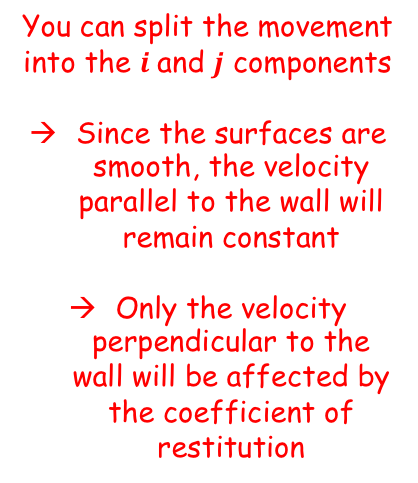 You can split the movement
into the i and j components
→ Since the surfaces are
smooth, the velocity
parallel to the wall will
remain constant
→ Only the velocity
perpendicular to the
wall will be affected by
the coefficient of
restitution